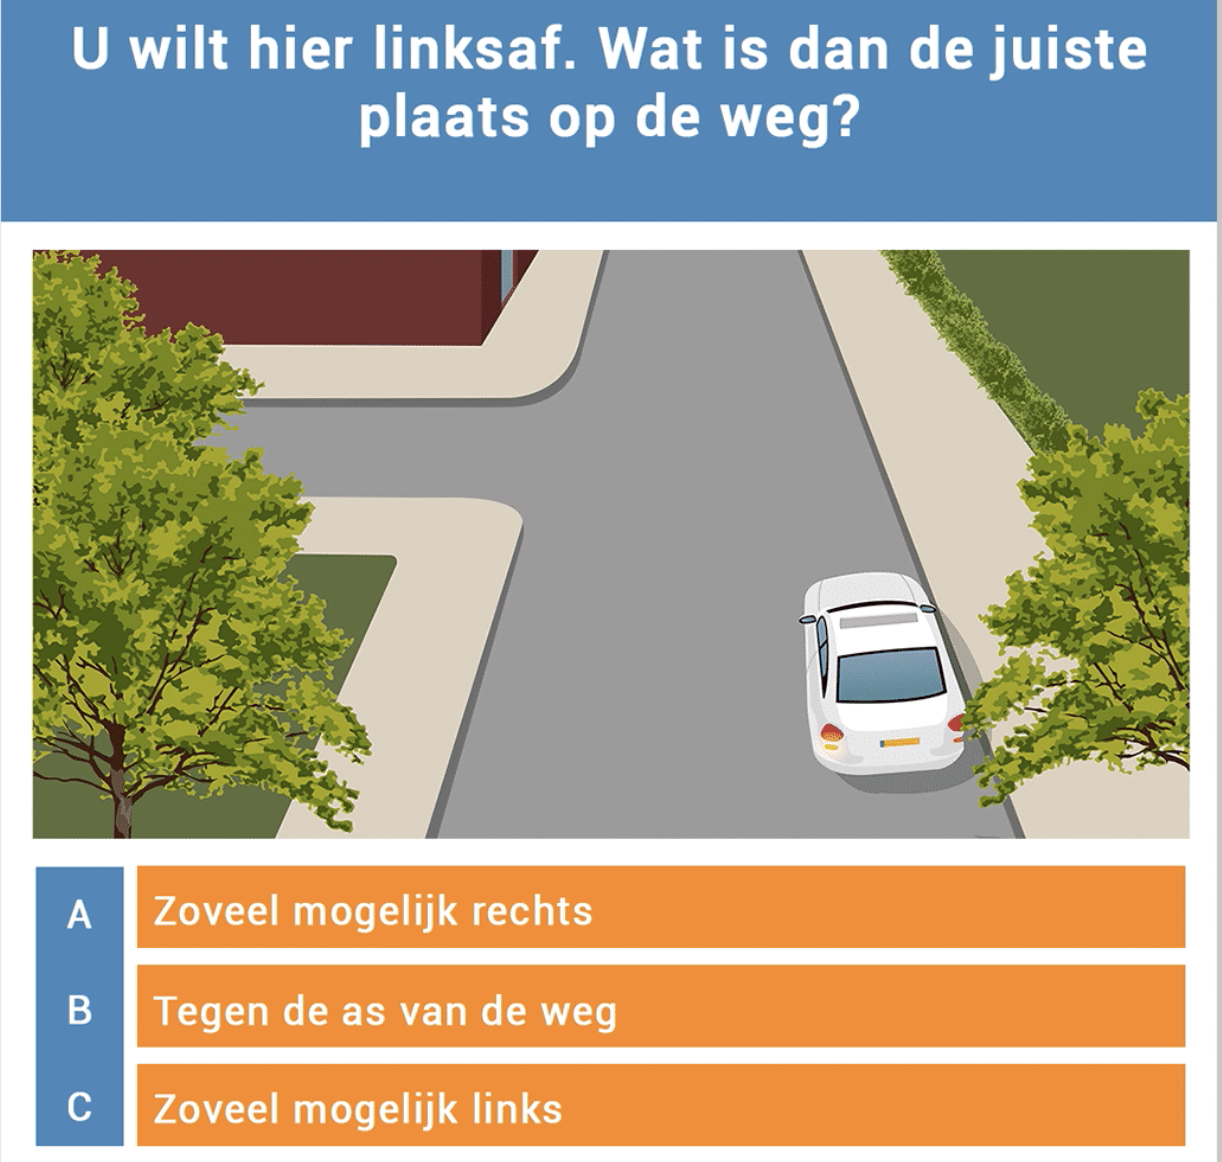 U wilt hier linksaf. Wat is dan de juiste
plaats op de weg?
A
Zoveel mogelijk rechts
B
Tegen de as van de weg
C
Zoveel mogelijk links